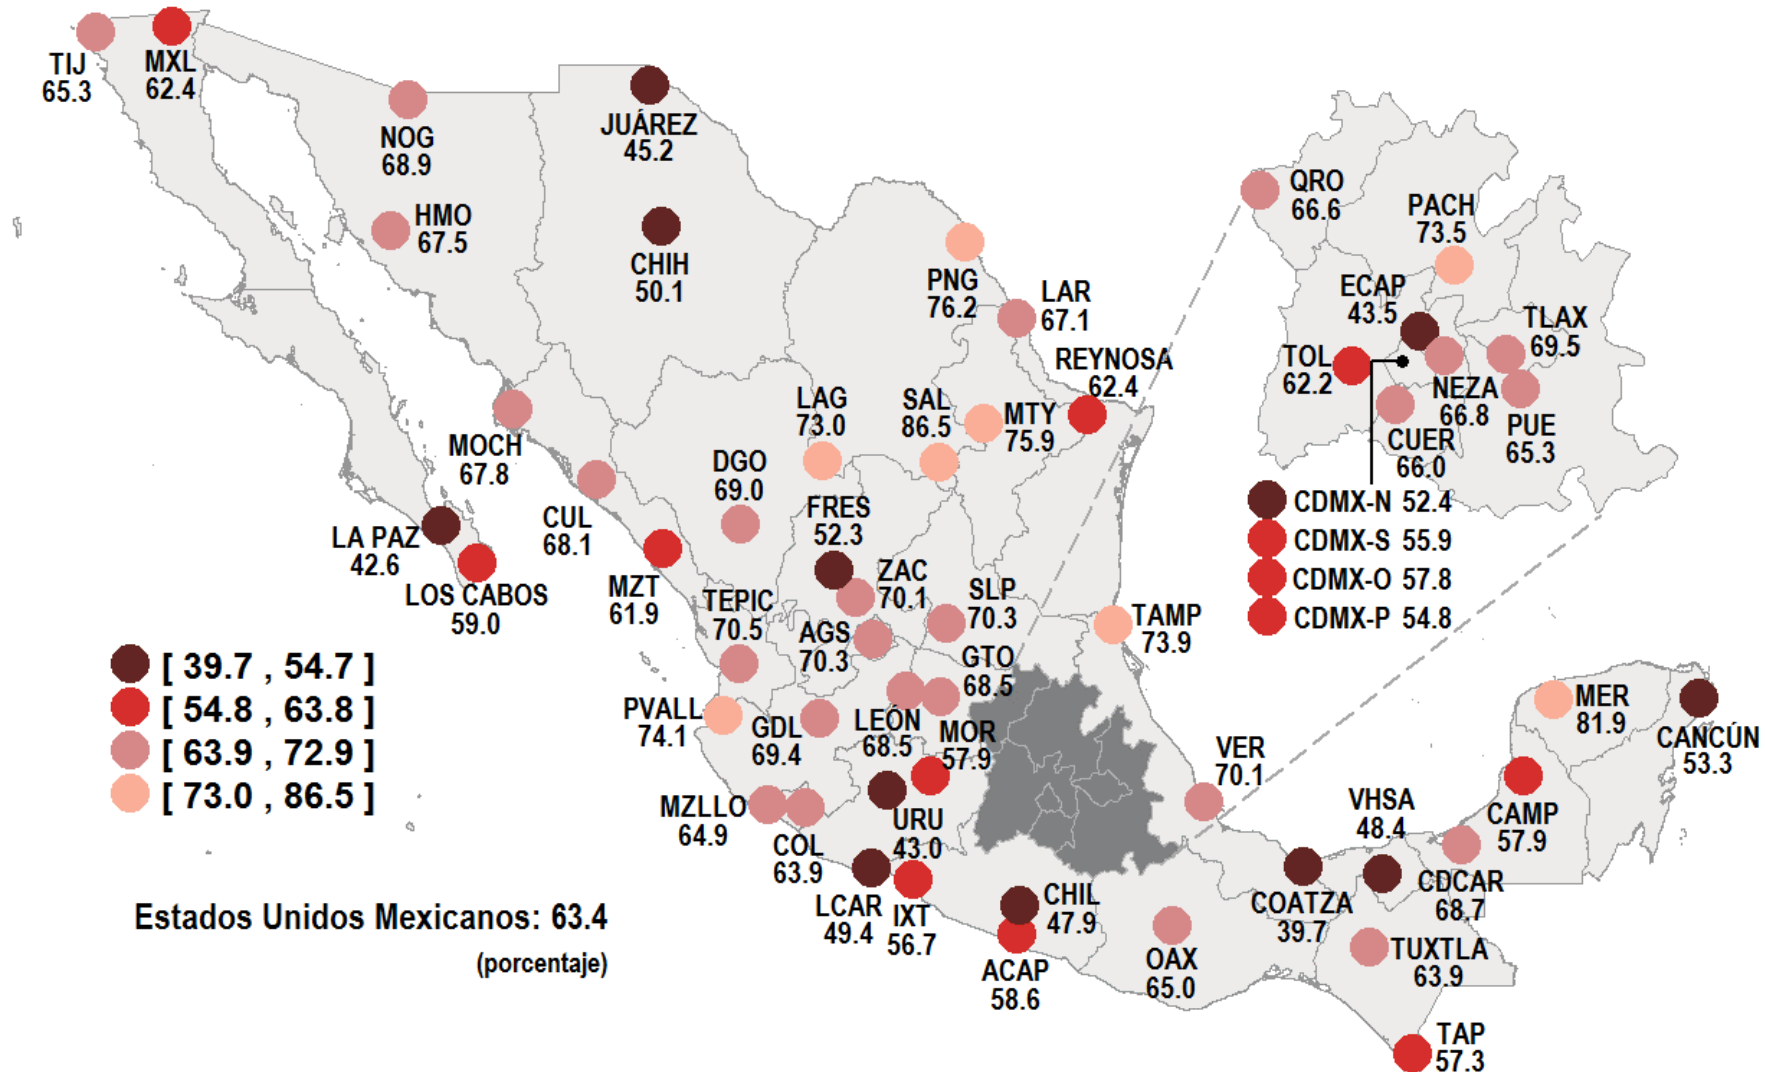 TIJ
65.3
MXL
62.4
NOG
68.9
HMO
67.5
JUÁREZ
45.2
CHIH
50.1
PNG
76.2
LAR
67.1
REYNOSA
62.4
LAG
73.0
SAL
86.5
MTY
75.9
MOCH
67.8
DGO
69.0
FRES
52.3
CUL
68.1
LA PAZ
42.6
LOS CABOS
59.0
MZT
61.9
ZAC
70.1
SLP
70.3
TEPIC
70.5
AGS
70.3
GTO
68.5
TAMP
73.9
PVALL
74.1
GDL
69.4
LEÓN
68.5
MOR
57.9
MZLLO
64.9
COL
63.9
URU
43.0
LCAR
49.4
IXT
56.7
CHIL
47.9
ACAP
58.6
OAX
65.0
VER
70.1
COATZA
39.7
VHSA
48.4
CDCAR
68.7
TUXTLA
63.9
TAP
57.3
CAMP
57.9
MER
81.9
CANCÚN
53.3
QRO
66.6
PACH
73.5
ECAP
43.5
TLAX
69.5
TOL
62.2
NEZA
66.8
CUER
66.0
PUE
65.3
CDMX-N 52.4
CDMX-S 55.9
CDMX-O 57.8
CDMX-P 54.8
[ 39.7 , 54.7 ]
[ 54.8 , 63.8 ]
[ 63.9 , 72.9 ]
[ 73.0 , 86.5 ]
Estados Unidos Mexicanos: 63.4
(porcentaje)